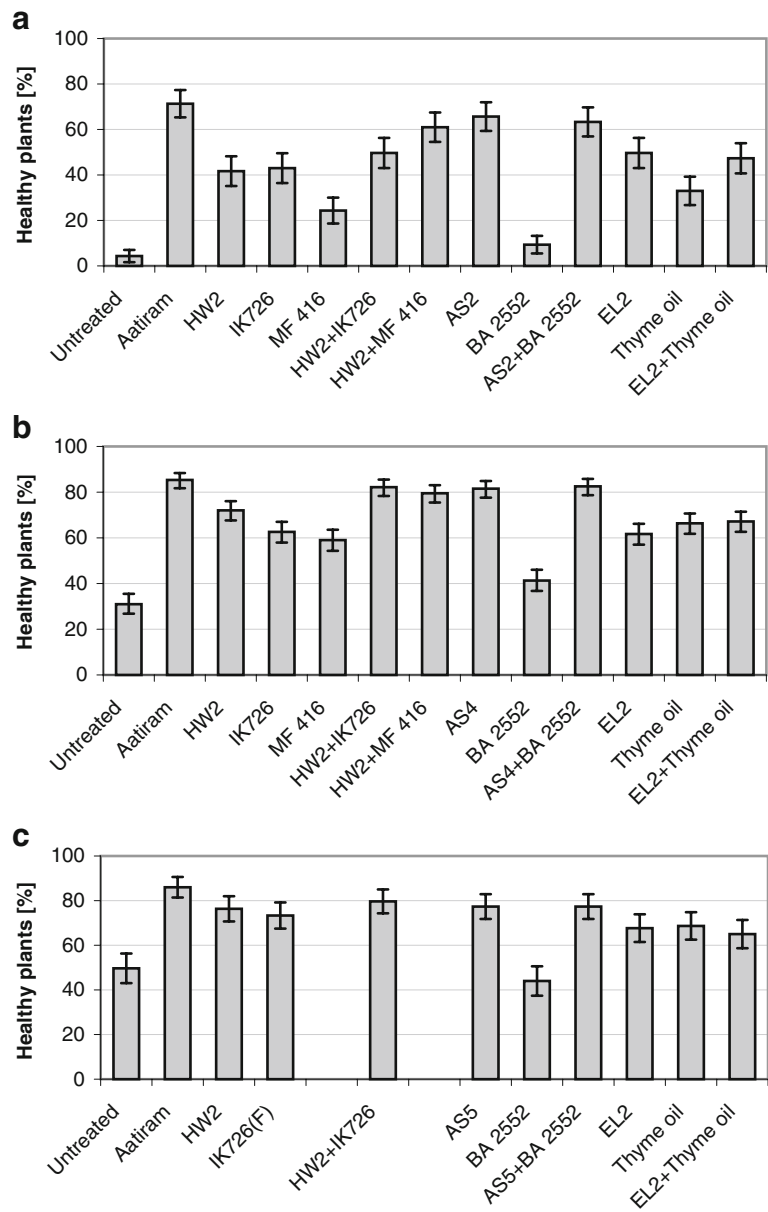 a
Healthy plants [%]
100
80
60
40
20
0
Untreated
Aatiram
HW2
IK726
MF 416
HW2+IK726
HW2+MF 416
AS2
BA 2552
AS2+BA 2552
EL2
Thyme oil
EL2+Thyme oil
b
Healthy plants [%]
100
80
60
40
20
0
Untreated
Aatiram
HW2
IK726
MF 416
HW2+IK726
HW2+MF 416
AS4
BA 2552
AS4+BA 2552
EL2
Thyme oil
EL2+Thyme oil
c
Healthy plants [%]
100
80
60
40
20
0
Untreated
Aatiram
HW2
IK726(F)
HW2+IK726
AS5
BA 2552
AS5+BA 2552
EL2
Thyme oil
EL2+Thyme oil